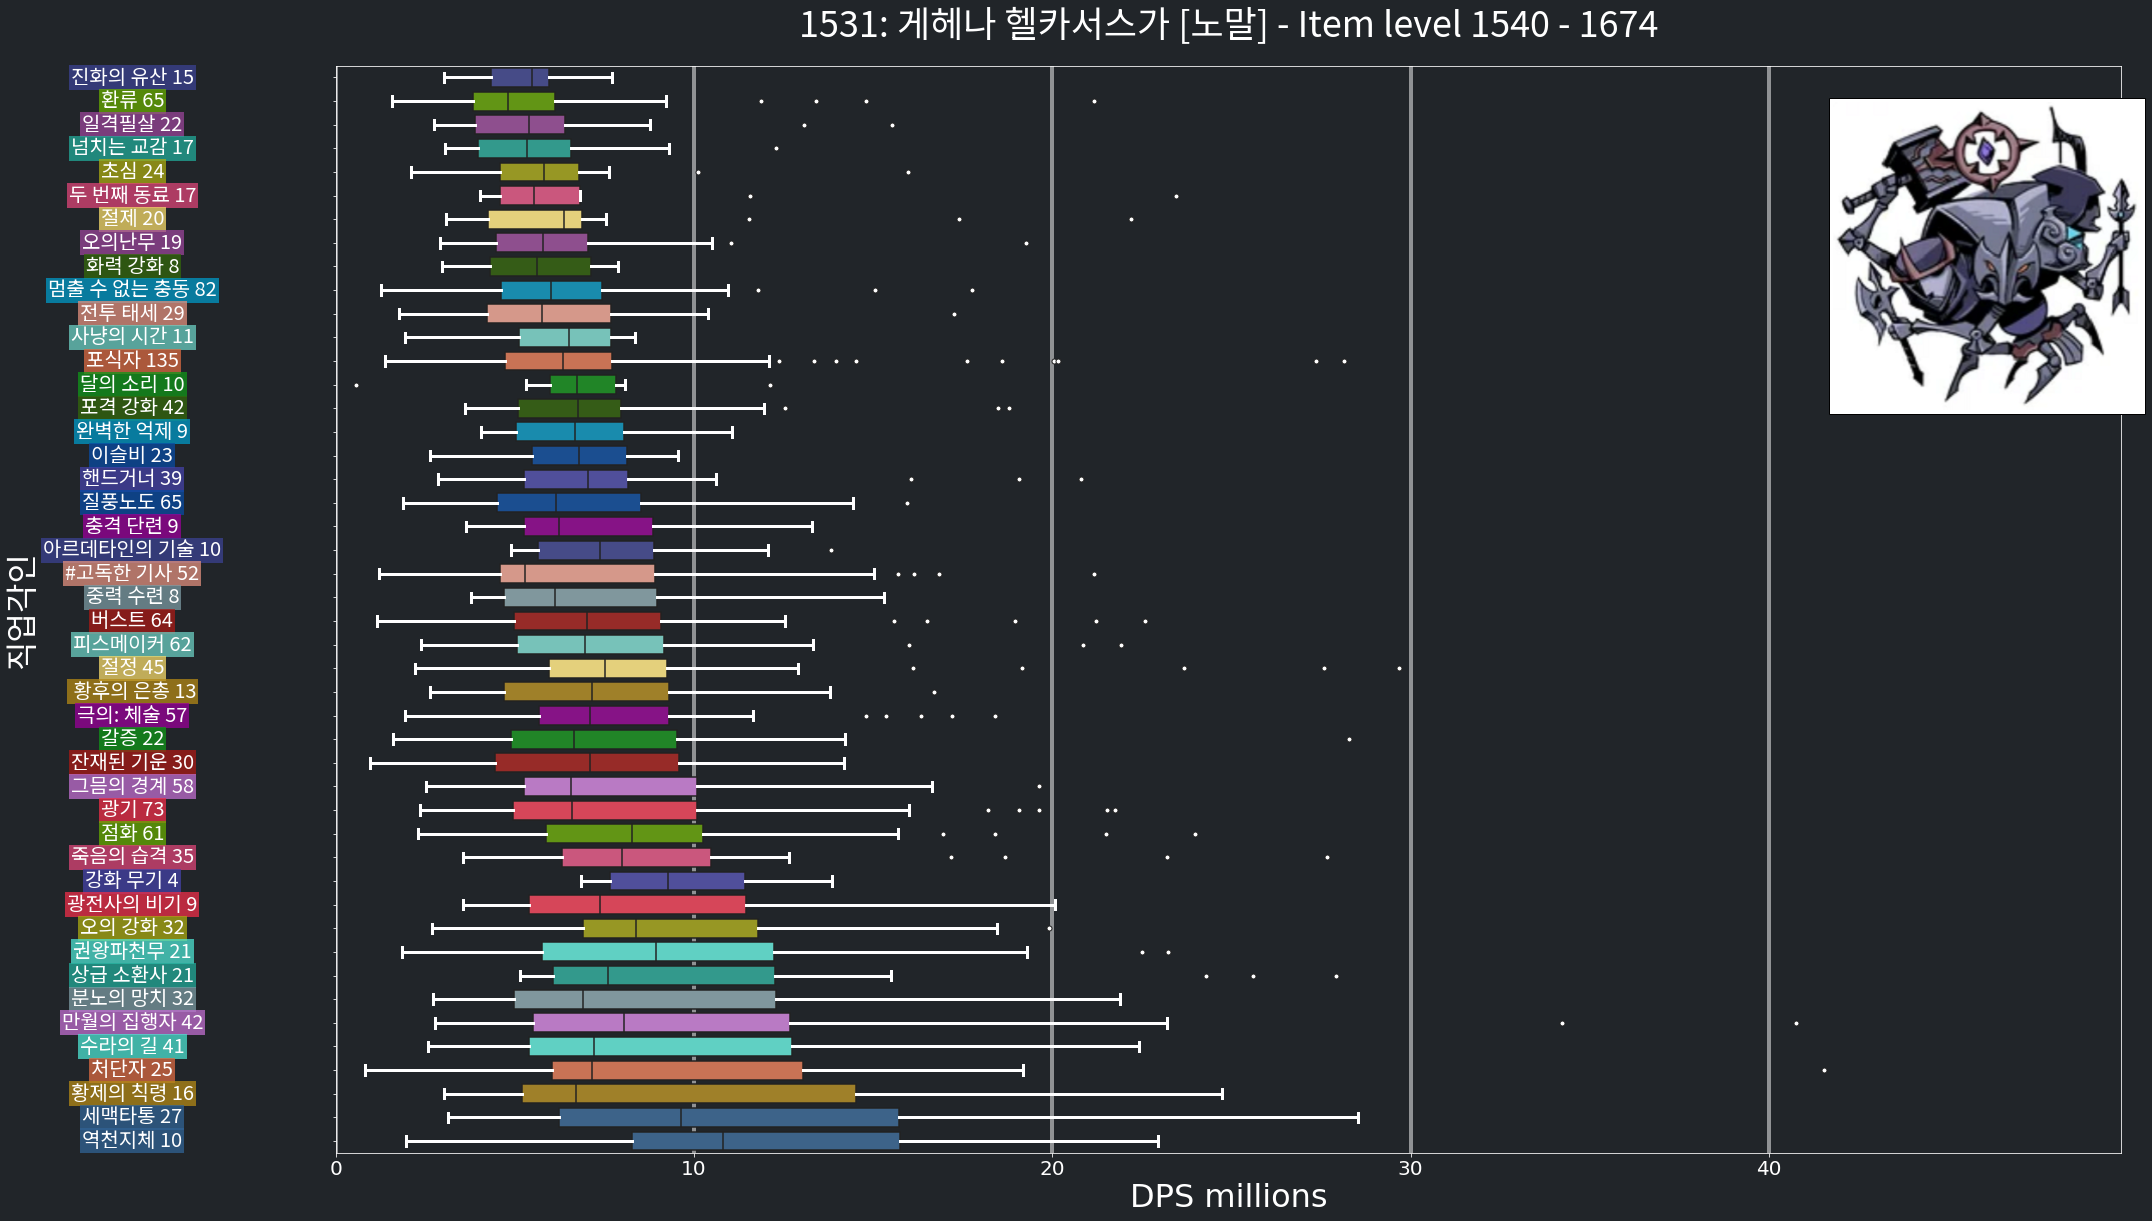 1531: 게헤나 헬카서스가 [노말] - Item level 1540 - 1674
진화의 유산 15
환류 65
일격필살 22
넘치는 교감 17
초심 24
두 번째 동료 17
절제 20
오의난무 19
화력 강화 8
멈출 수 없는 충동 82
전투 태세 29
사냥의 시간 11
포식자 135
달의 소리 10
포격 강화 42
완벽한 억제 9
이슬비 23
핸드거너 39
질풍노도 65
충격 단련 9
아르데타인의 기술 10
#고독한 기사 52
중력 수련 8
버스트 64
피스메이커 62
절정 45
황후의 은총 13
극의: 체술 57
갈증 22
잔재된 기운 30
그믐의 경계 58
광기 73
점화 61
죽음의 습격 35
강화 무기 4
광전사의 비기 9
오의 강화 32
권왕파천무 21
상급 소환사 21
분노의 망치 32
만월의 집행자 42
수라의 길 41
처단자 25
황제의 칙령 16
세맥타통 27
역천지체 10
직업각인
0 10 20 30 40
DPS millions